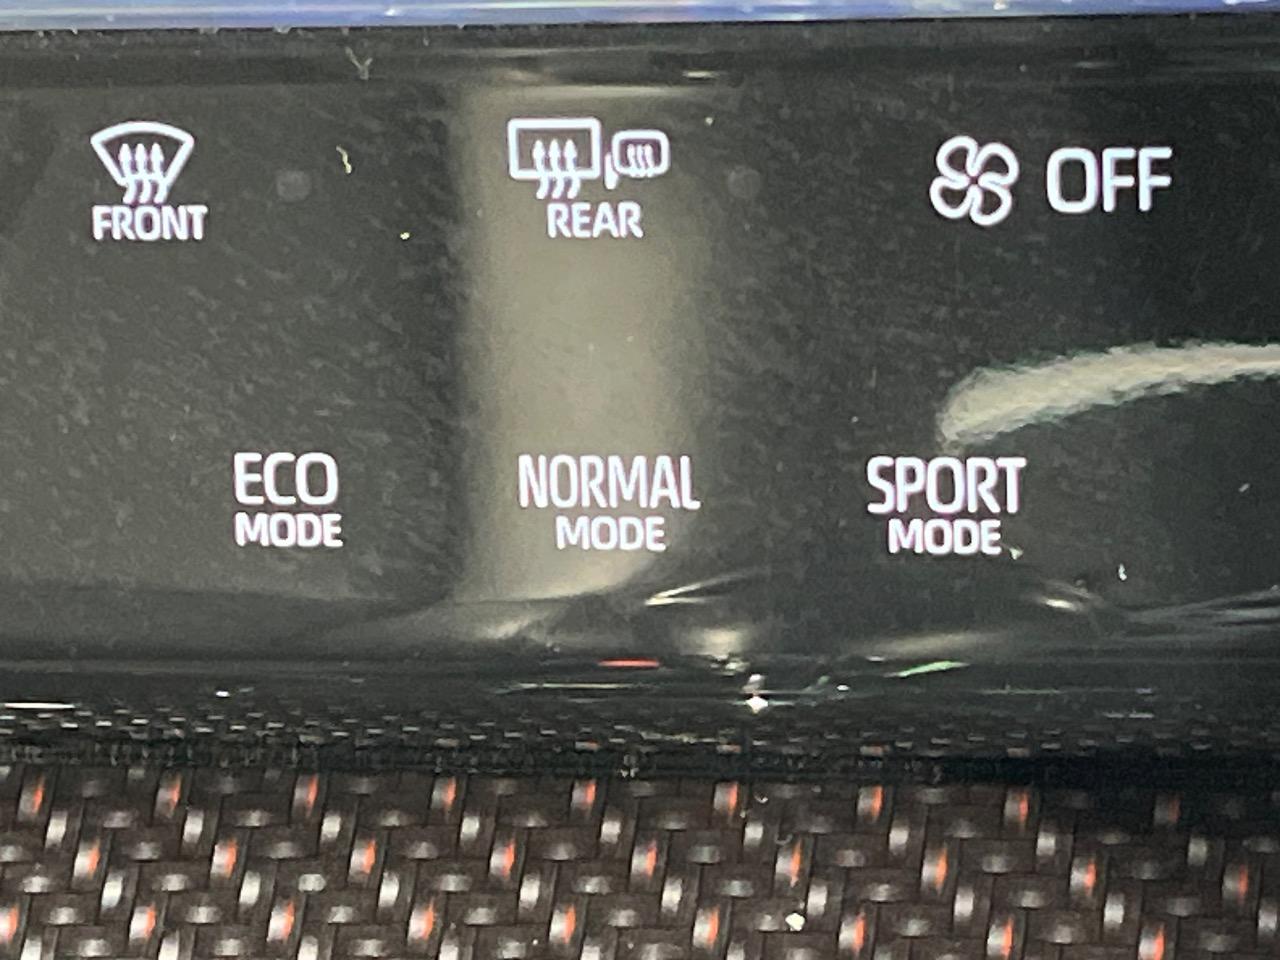 FRONT
REAR
OFF
ECO
MODE
NORMAL
MODE
SPORT
MODE